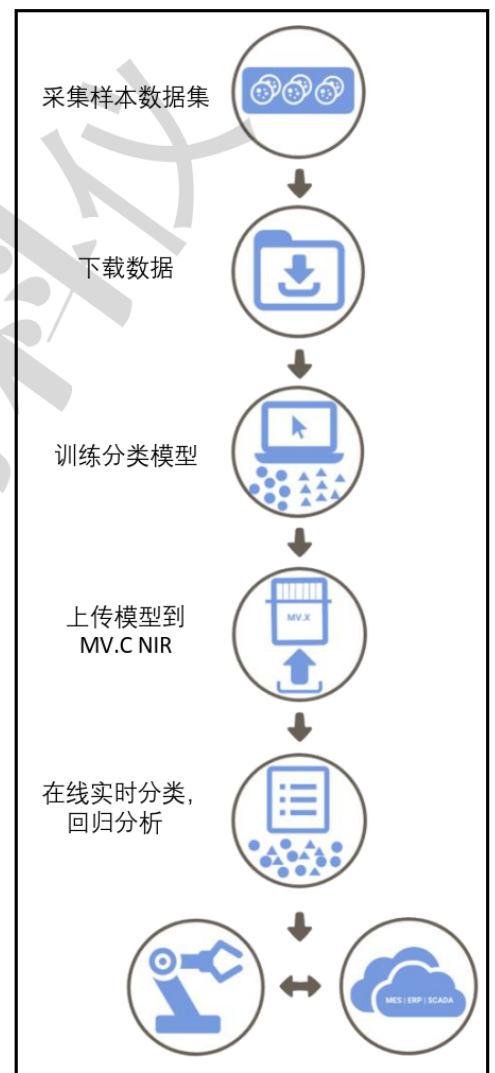 采集样本数据集
下载数据
训练分类模型
上传模型到
MV.C NIR
MV.X
在线实时分类,
回归分析
MES | ERP | SCADA